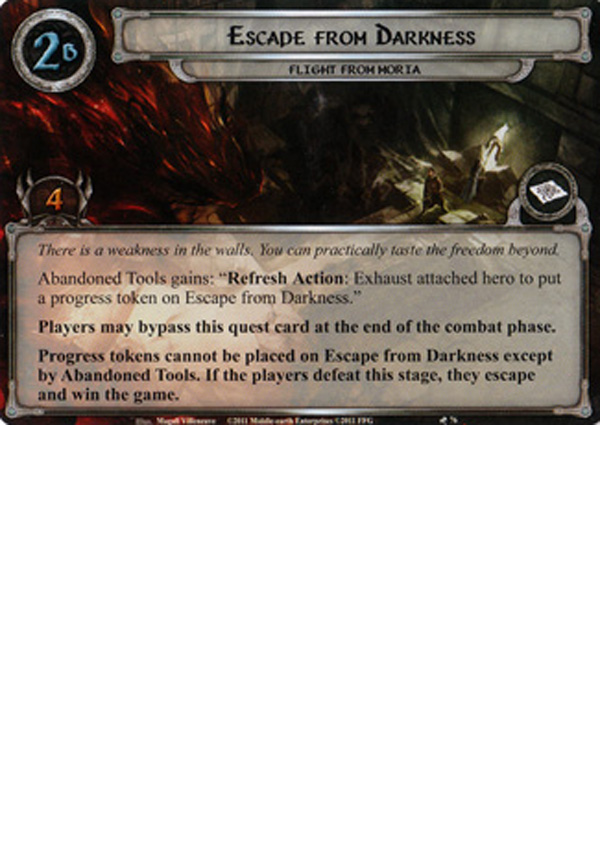 2B
ESCAPE FROM DARKNESS
FLIGHT FROM MORIA
4
There is a weakness in the walls. You can practically taste the freedom beyond.
Abandoned Tools gains: “Refresh Action: Exhaust attached hero to put
a progress token on Escape from Darkness.”
Players may bypass this quest card at the end of the combat phase.
Progress tokens cannot be placed on Escape from Darkness except
by Abandoned Tools. If the players defeat this stage, they escape
and win the game.
Illus. Magali Villeneuve ©2011 Middle-earth Enterprises ©2011 FFG 76